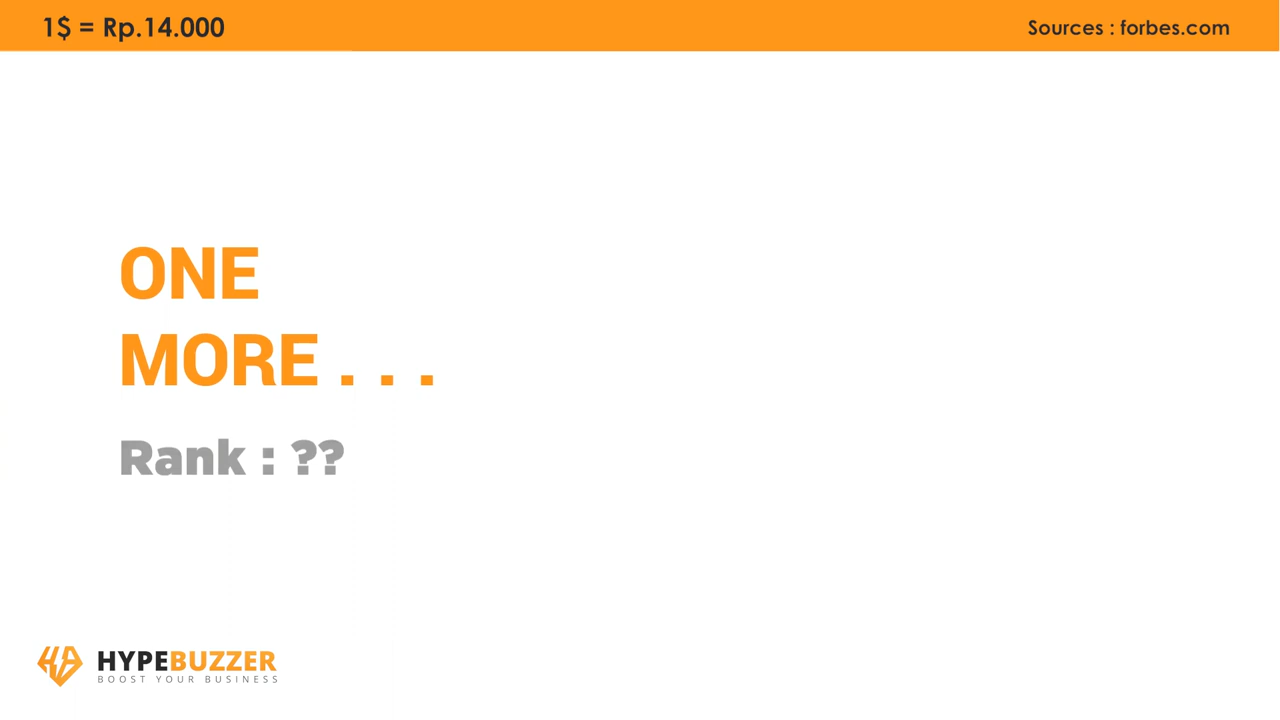 1$ = Rp.14.000
Sources : forbes.com
ONE
MORE . . .
Rank : ??
HYPEBUZZER
BOOST YOUR BUSINESS